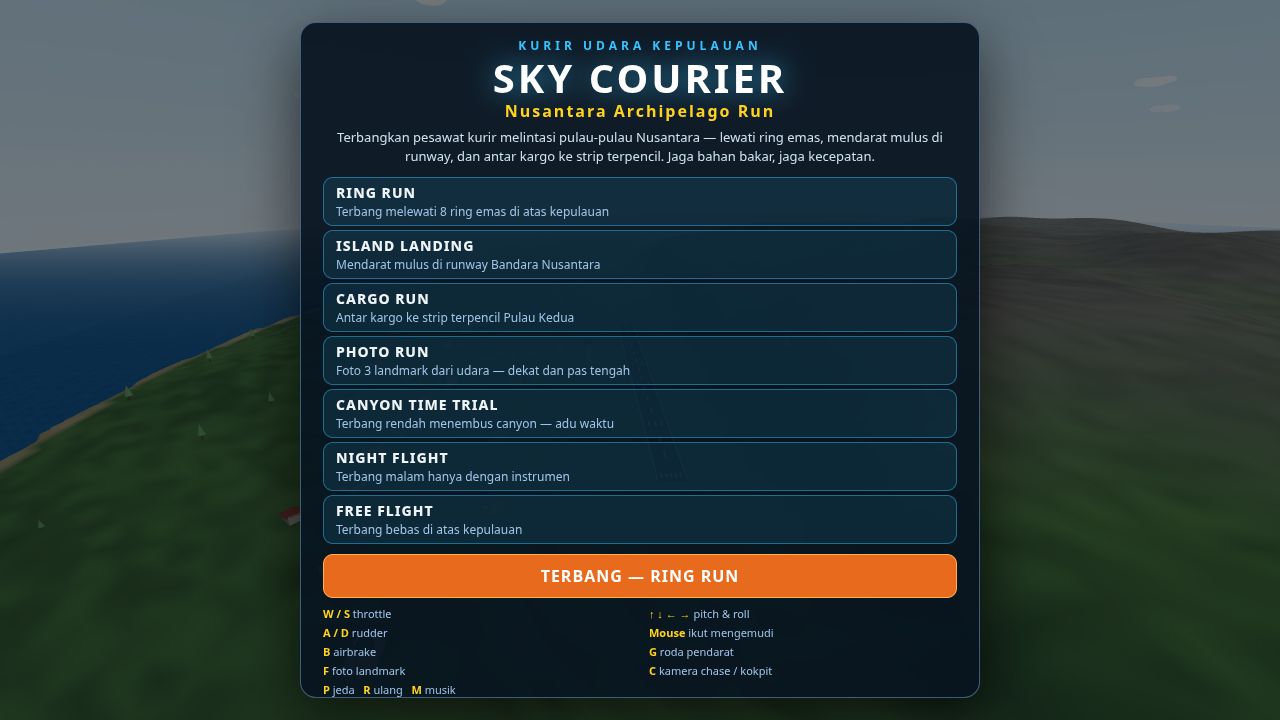 KURIR UDARA KEPULAUAN
SKY COURIER
Nusantara Archipelago Run
Terbangkan pesawat kurir melintasi pulau-pulau Nusantara — lewati ring emas, mendarat mulus di
runway, dan antar kargo ke strip terpencil. Jaga bahan bakar, jaga kecepatan.
RING RUN
Terbang melewati 8 ring emas di atas kepulauan
ISLAND LANDING
Mendarat mulus di runway Bandara Nusantara
CARGO RUN
Antar kargo ke strip terpencil Pulau Kedua
PHOTO RUN
Foto 3 landmark dari udara — dekat dan pas tengah
CANYON TIME TRIAL
Terbang rendah menembus canyon — adu waktu
NIGHT FLIGHT
Terbang malam hanya dengan instrumen
FREE FLIGHT
Terbang bebas di atas kepulauan
TERBANG — RING RUN
W / S throttle
↑ ↓ ← → pitch & roll
A / D rudder
Mouse ikut mengemudi
B airbrake
G roda pendarat
F foto landmark
C kamera chase / kokpit
P jeda R ulang M musik